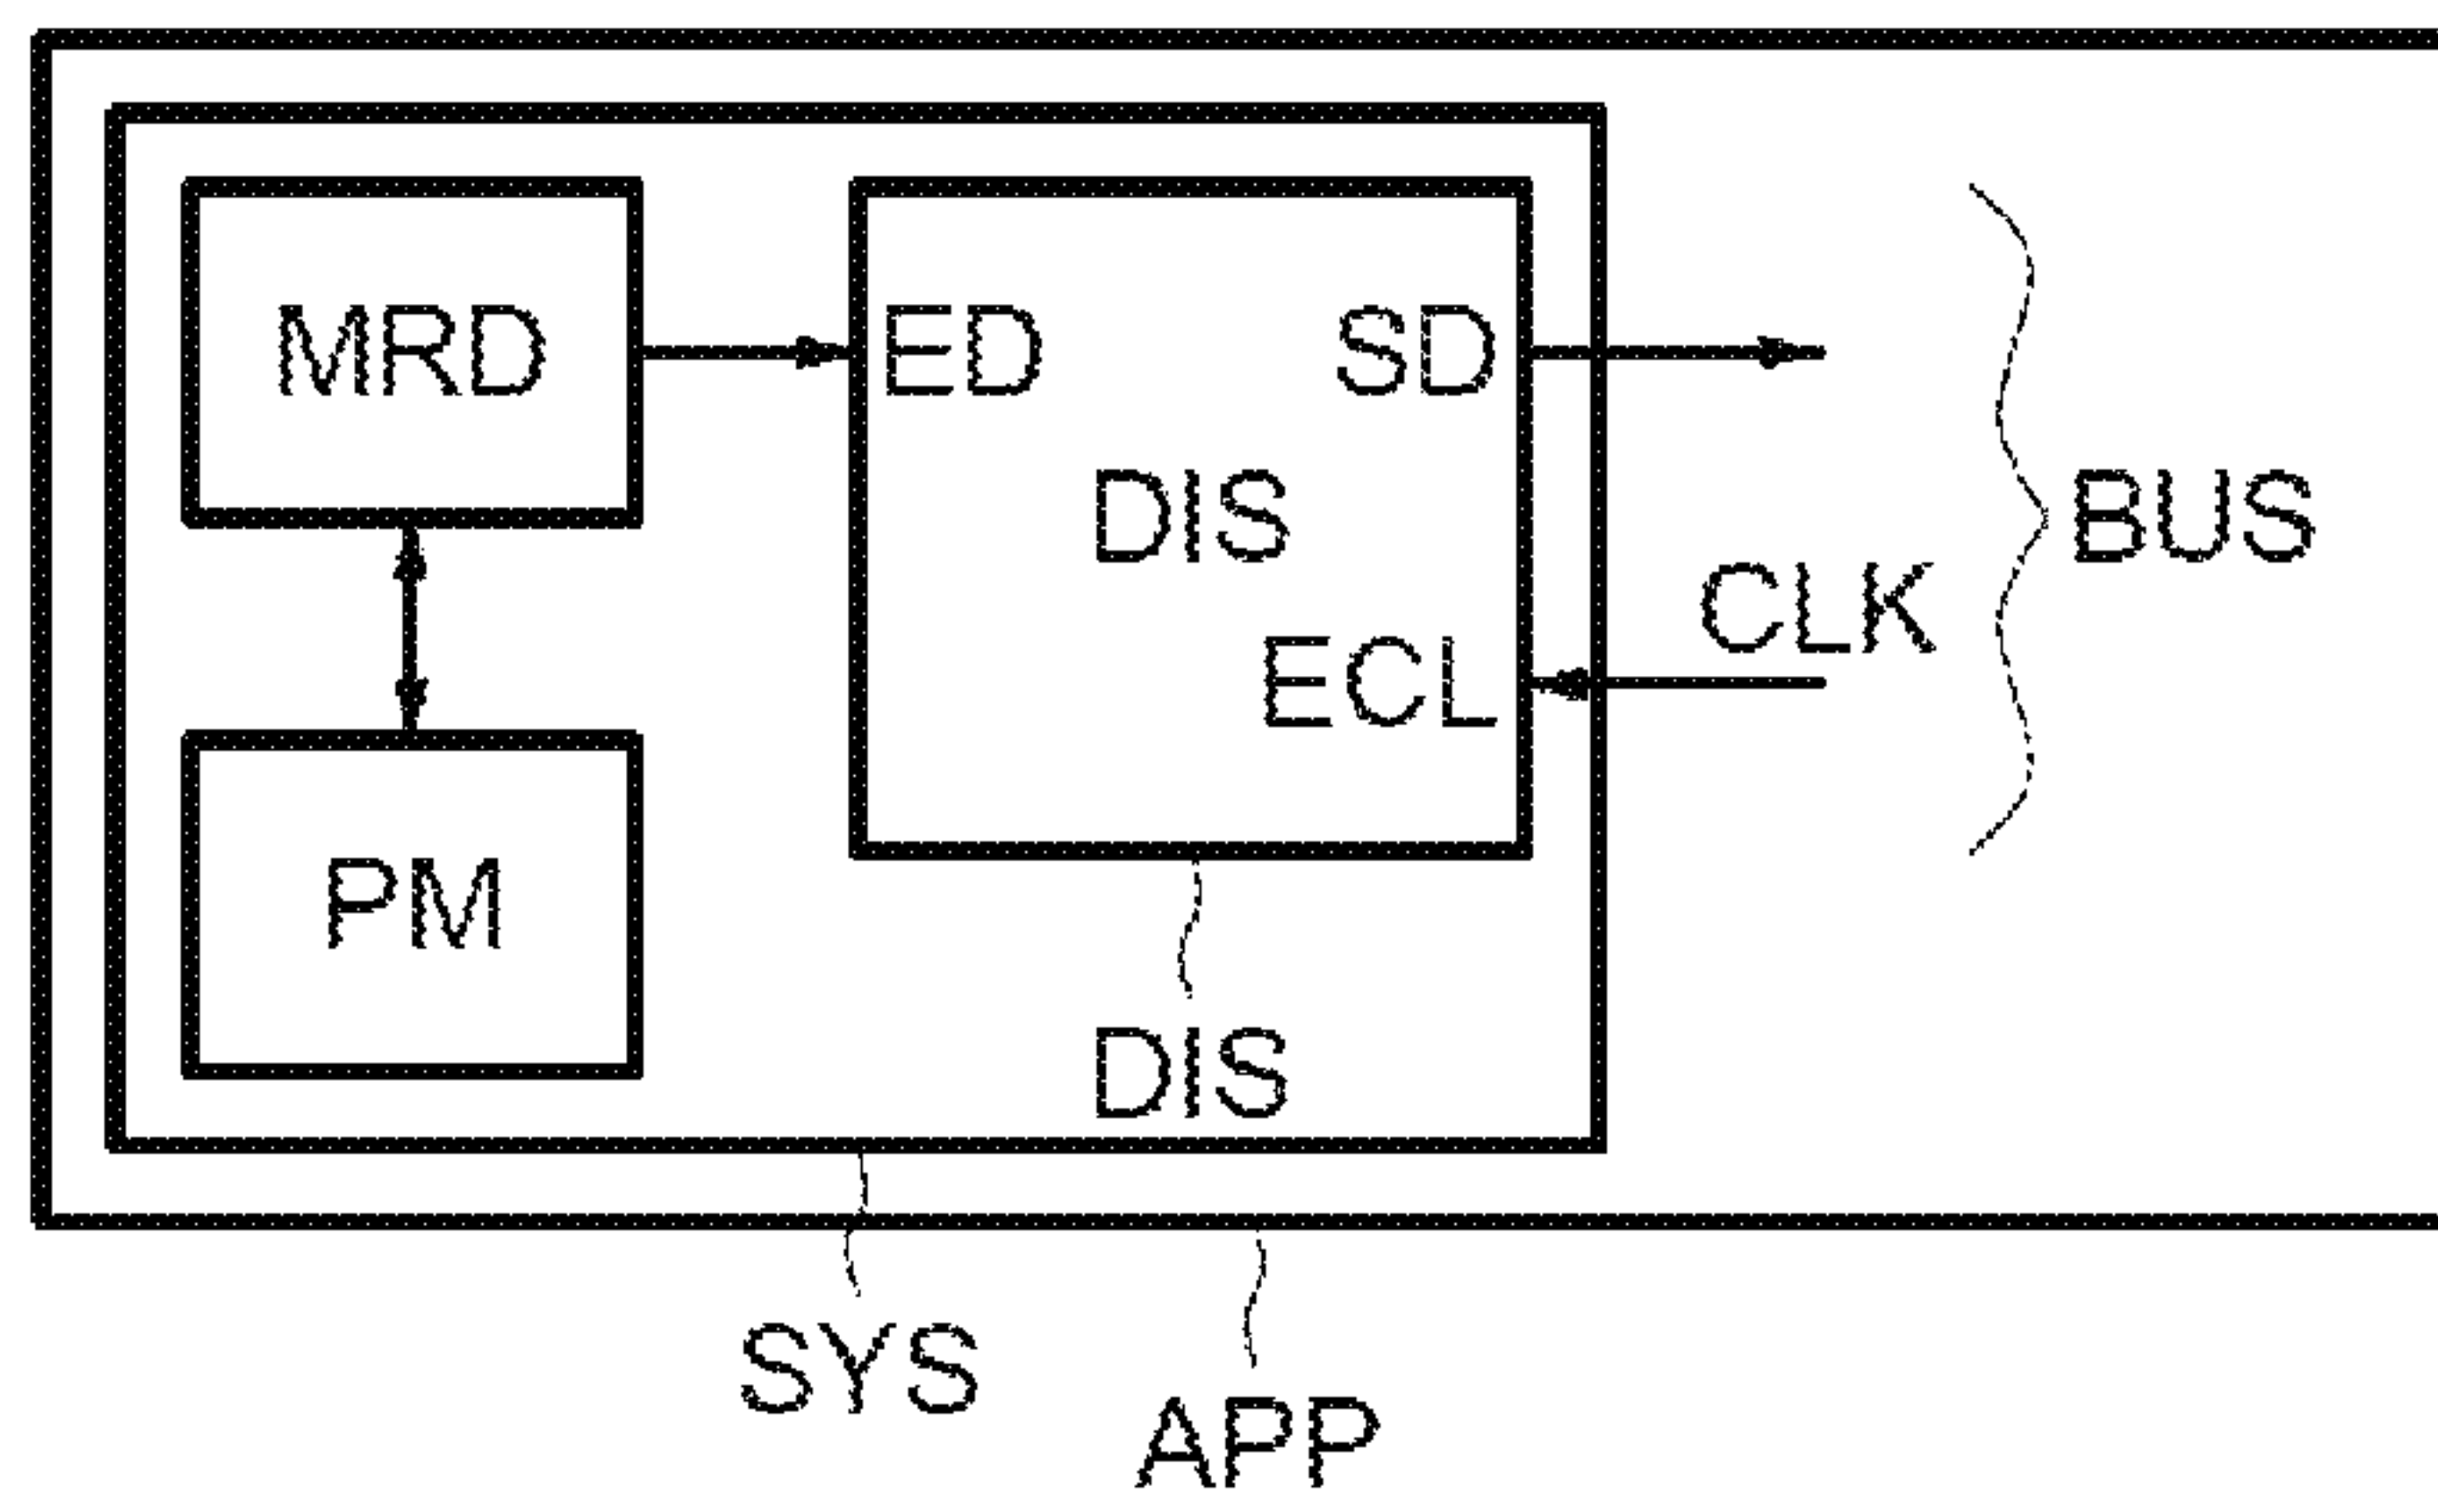 MRD
ED SD
DIS
BUS
CLK
ECL
PM
DIS
SYS
APP